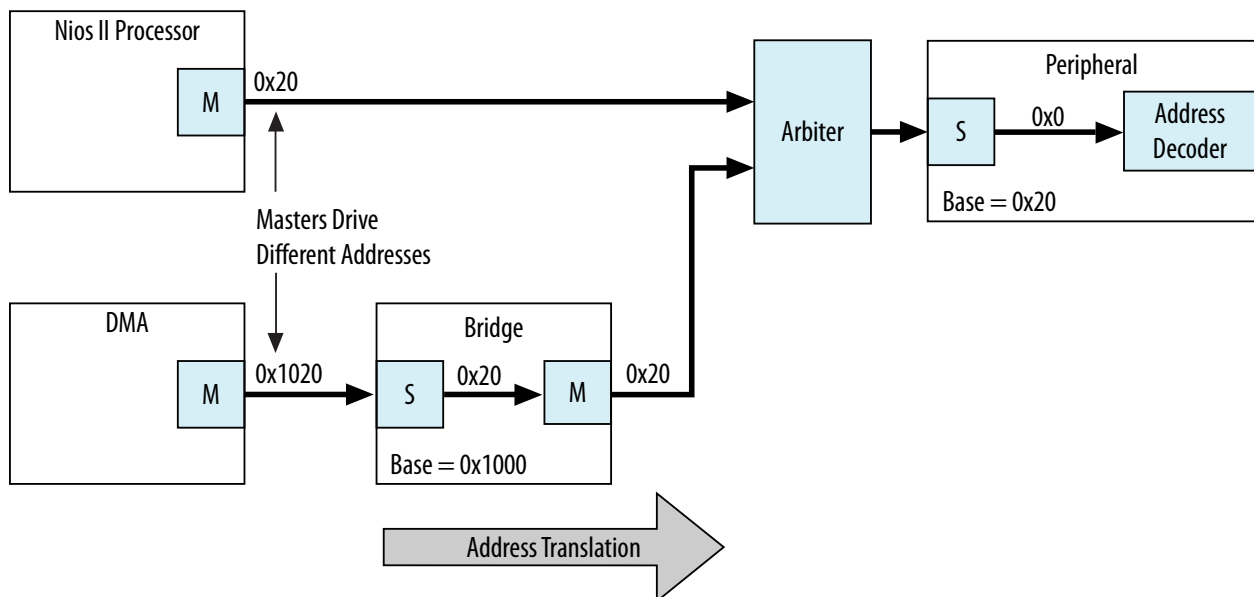 Nios II Processor
M
0x20
Arbiter
Peripheral
S
0x0
Address
Decoder
Base = 0x20
Masters Drive
Different Addresses
DMA
M
0x1020
Bridge
S
0x20
M
0x20
Base = 0x1000
Address Translation